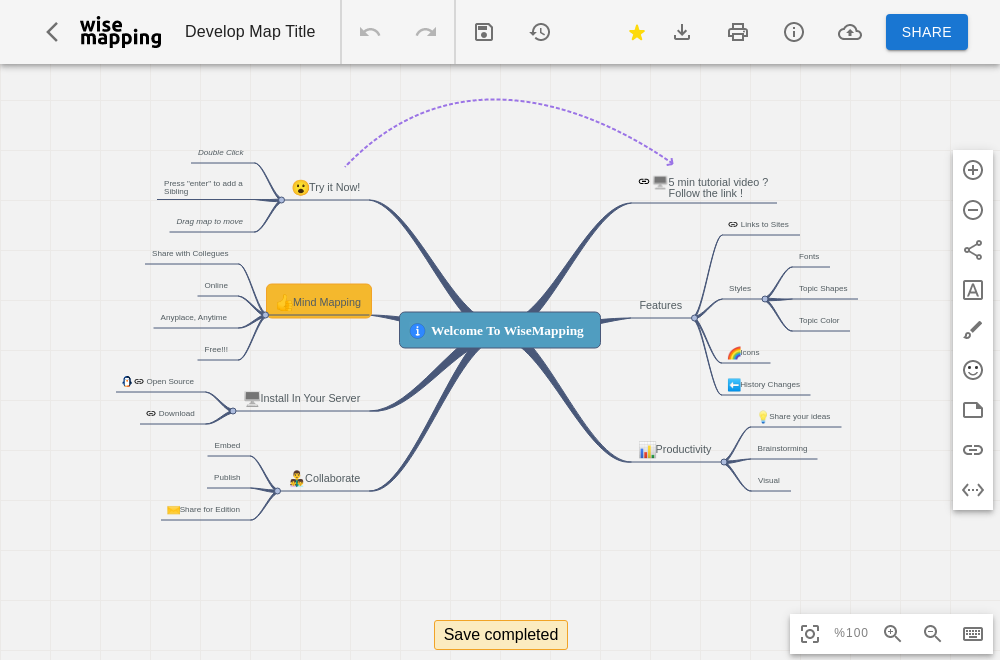 wise
mapping
Develop Map Title
SHARE
Double Click
Press "enter" to add a
Sibling
Drag map to move
Try it Now!
Share with Collegues
Online
Anyplace, Anytime
Free!!!
Mind Mapping
Open Source
Download
Install In Your Server
Embed
Publish
Share for Edition
Collaborate
Welcome To WiseMapping
5 min tutorial video ?
Follow the link !
Links to Sites
Fonts
Styles
Topic Shapes
Topic Color
Features
Icons
History Changes
Share your ideas
Productivity
Brainstorming
Visual
Save completed
%100